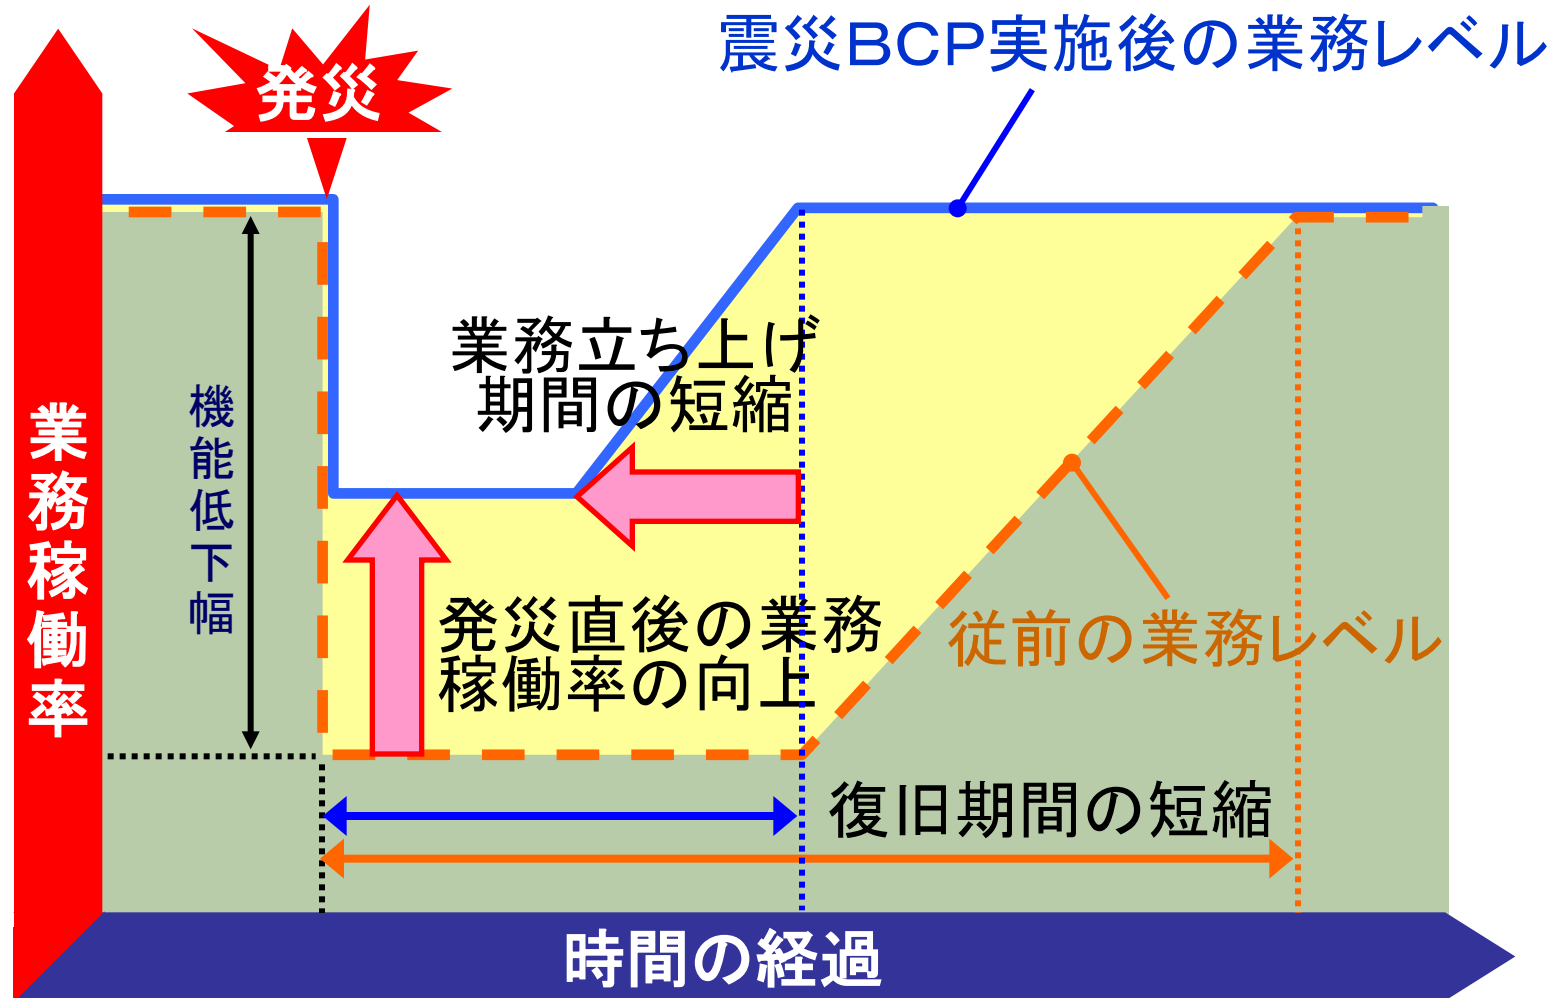 震災BCP実施後の業務レベル
発災
業務立ち上げ
期間の短縮
機能低下幅
業務稼働率
発災直後の業務
稼働率の向上
従前の業務レベル
復旧期間の短縮
時間の経過